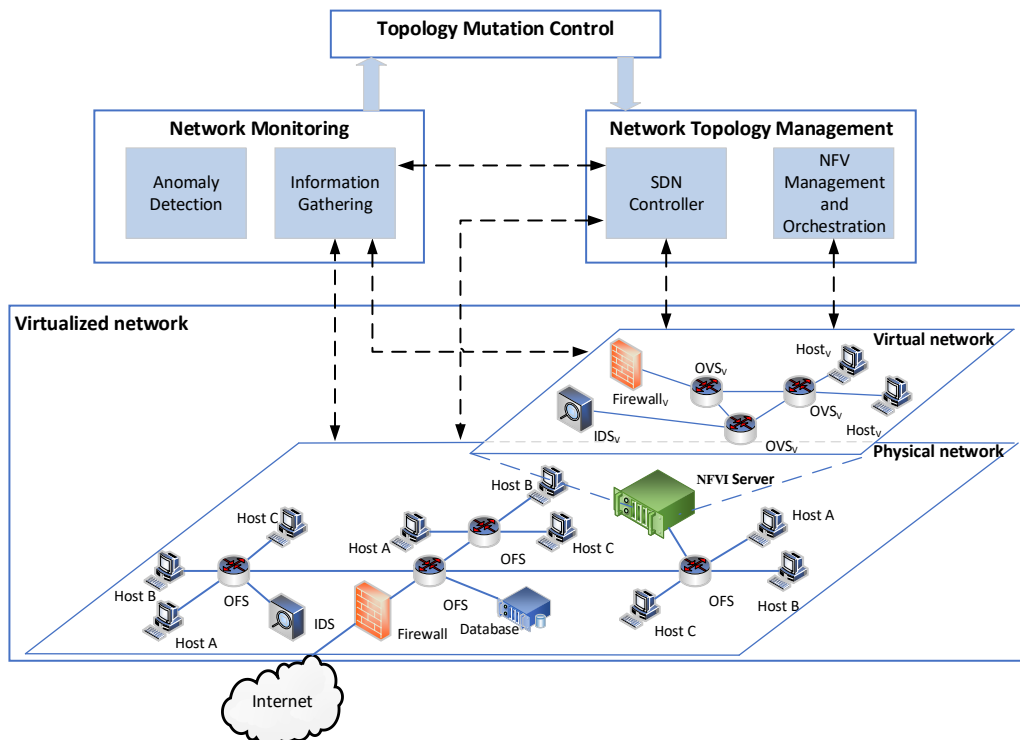 Topology Mutation Control
Network Monitoring
Network Topology Management
Anomaly
Detection
Information
Gathering
SDN
Controller
NFV
Management
and
Orchestration
Virtualized network
Virtual network
Hostᵥ
OVSᵥ
Firewallᵥ
OVSᵥ
Hostᵥ
IDSᵥ
OVSᵥ
Physical network
NFVI Server
Host B
Host C
Host A
Host A
Host C
OFS
Host B
OFS
Host A
IDS
Firewall
OFS
Database
OFS
Host B
Host C
Internet